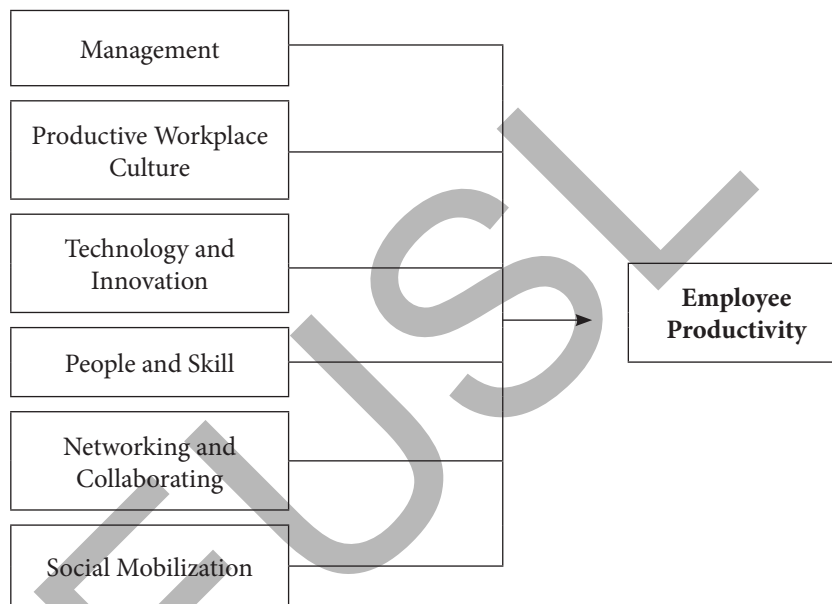 Management
Productive Workplace
Culture
Technology and
Innovation
People and Skill
Networking and
Collaborating
Social Mobilization
Employee
Productivity
EUSL